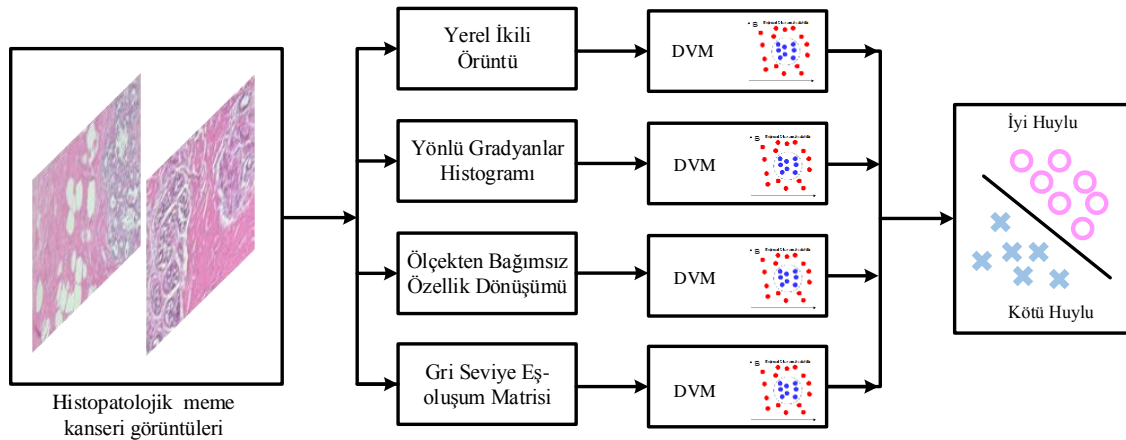 Yerel İkili
Örüntü
DVM
Yönlü Gradyanlar
Histogramı
DVM
Ölçekten Bağımsız
Özellik Dönüşümü
DVM
Gri Seviye Eş-
oluşum Matrisi
DVM
İyi Huylu
Kötü Huylu
Histopatolojik meme
kanseri görüntüleri